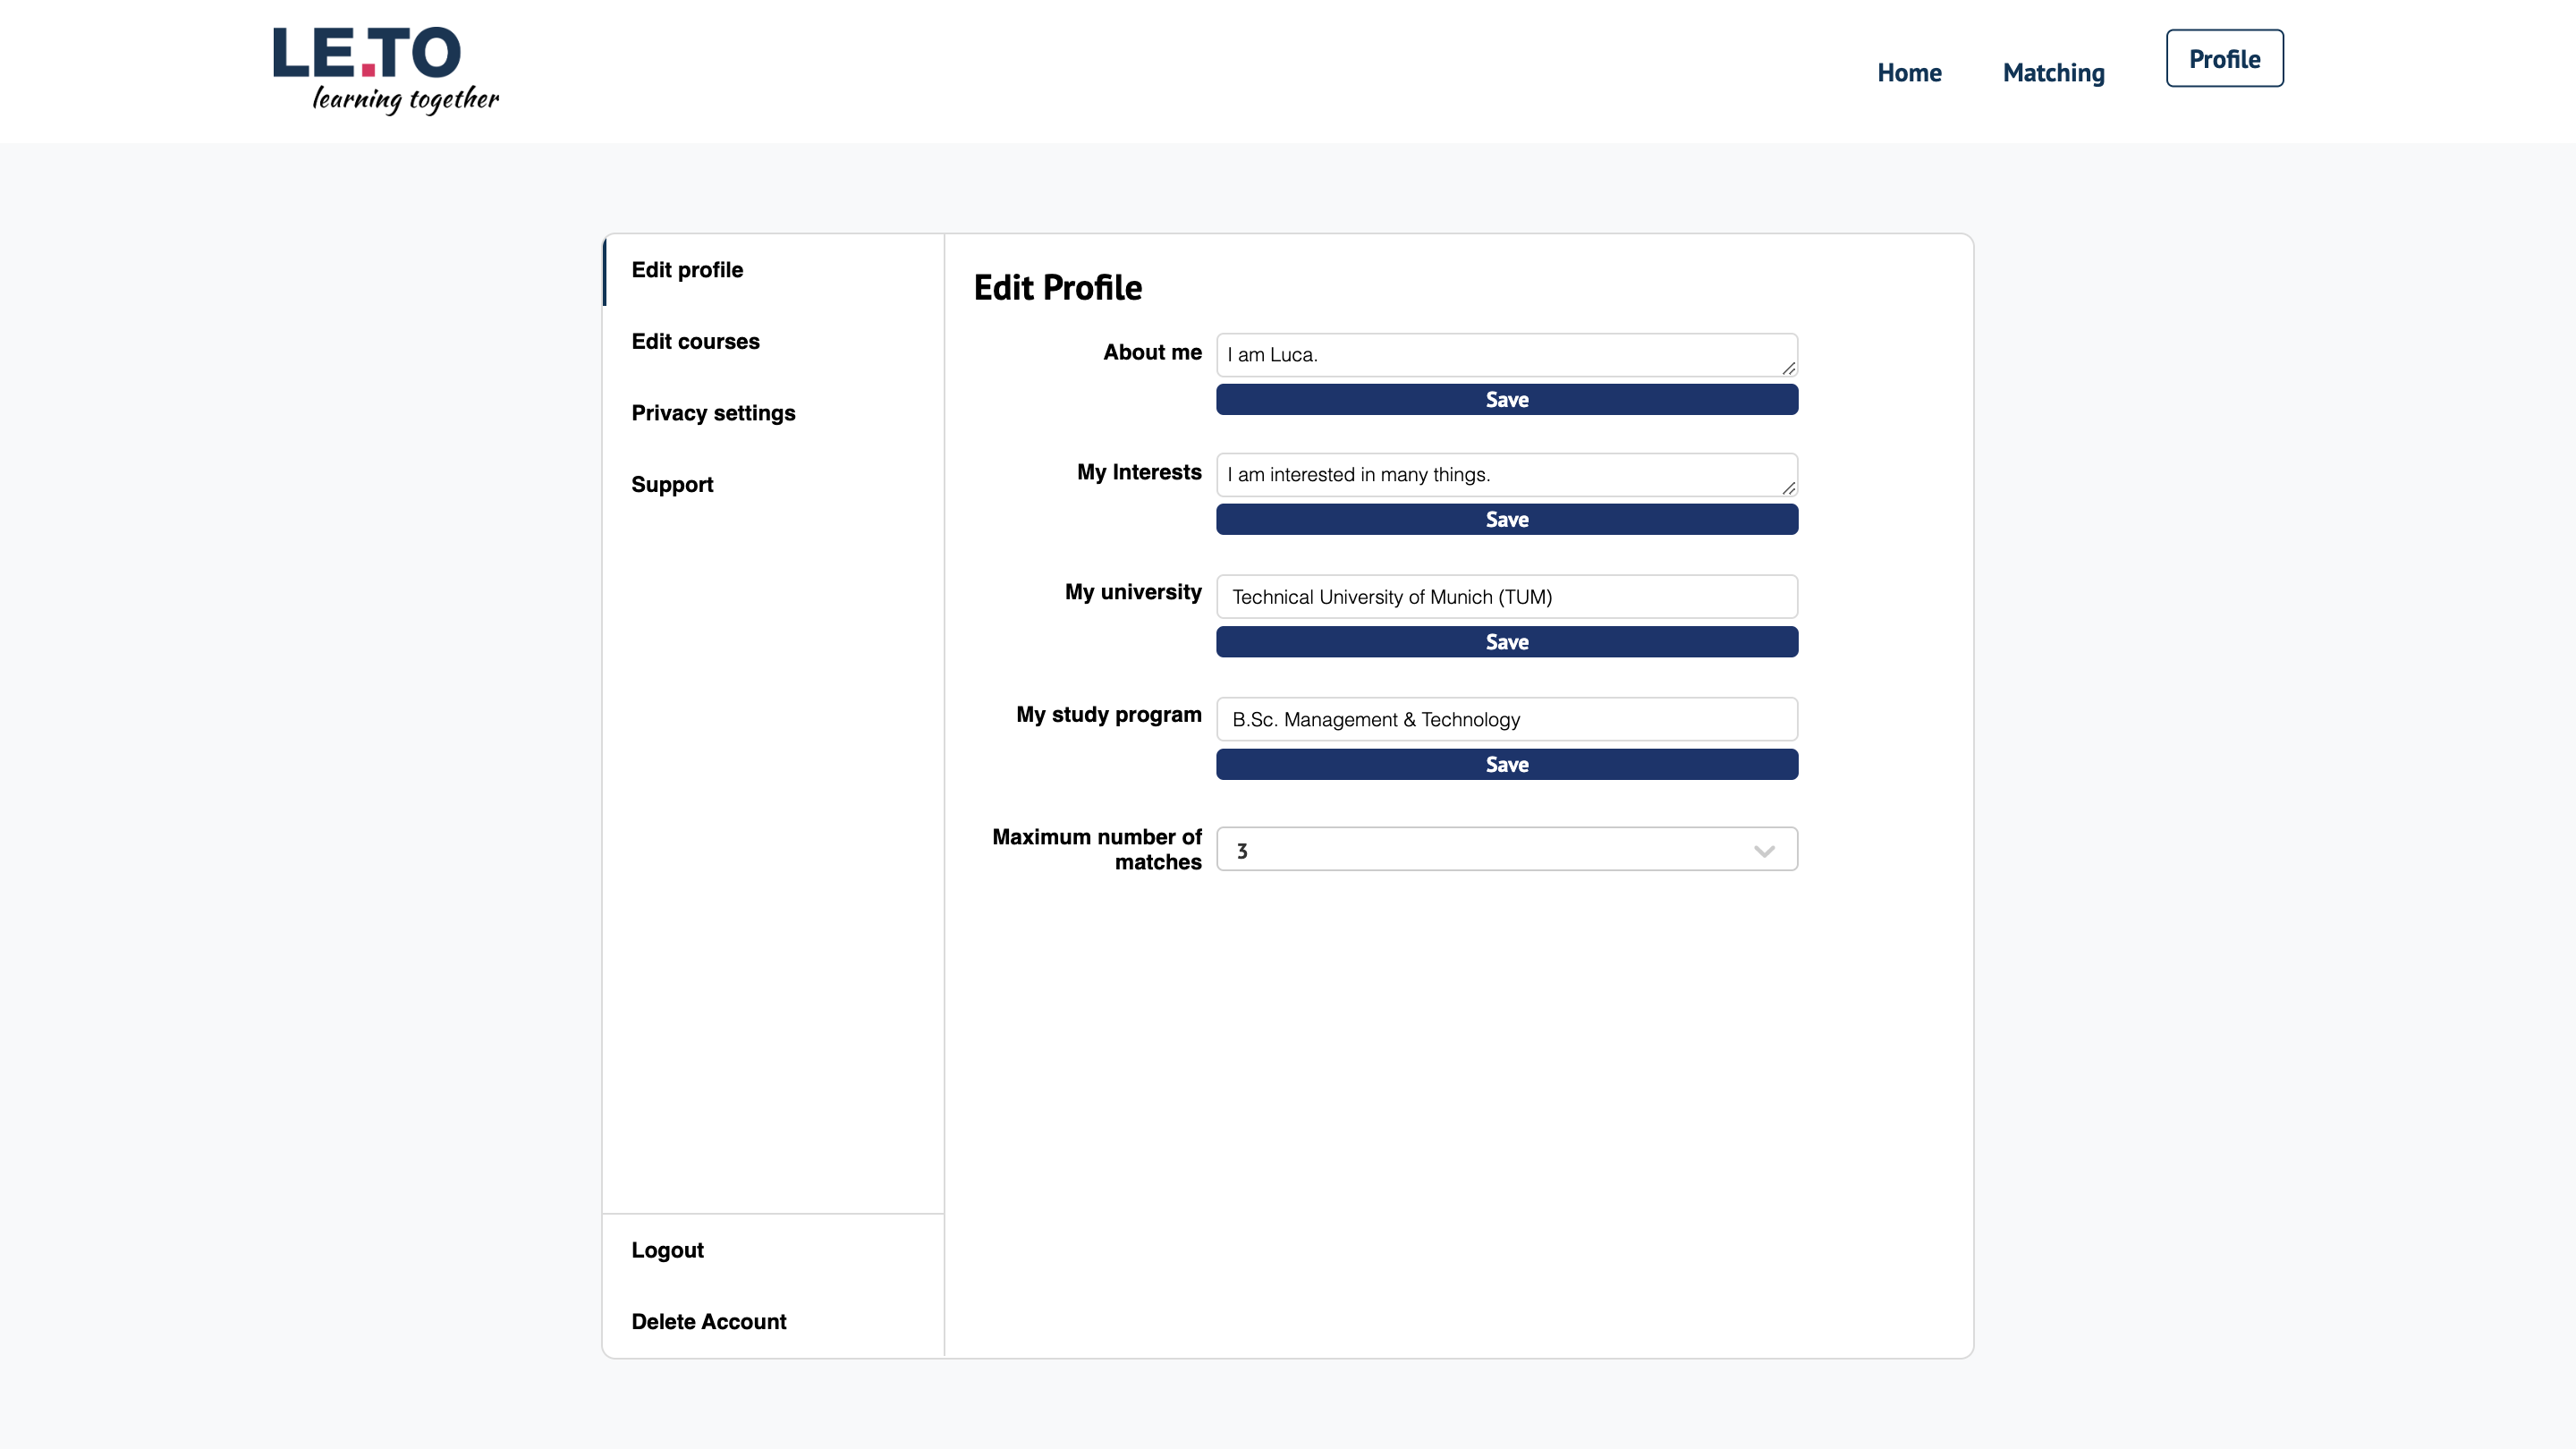 LE.TO
learning together
Home
Matching
Profile
Edit profile
Edit courses
Privacy settings
Support
Logout
Delete Account
Edit Profile
About me
I am Luca.
Save
My Interests
I am interested in many things.
Save
My university
Technical University of Munich (TUM)
Save
My study program
B.Sc. Management & Technology
Save
Maximum number of
matches
3